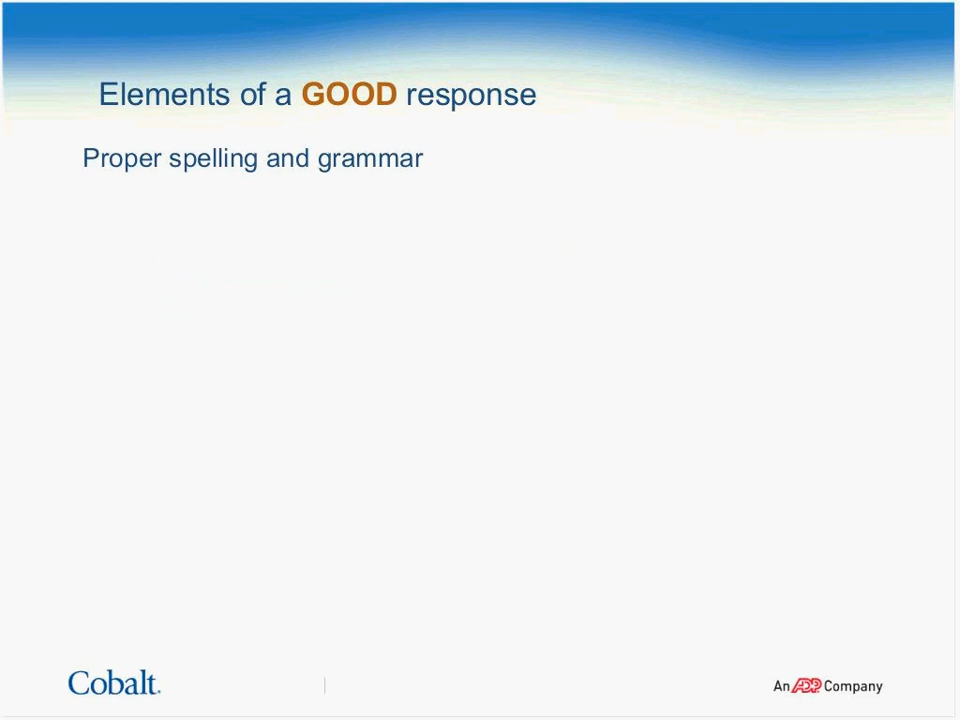 Elements of a GOOD response
Proper spelling and grammar
Cobalt.
An ADP Company